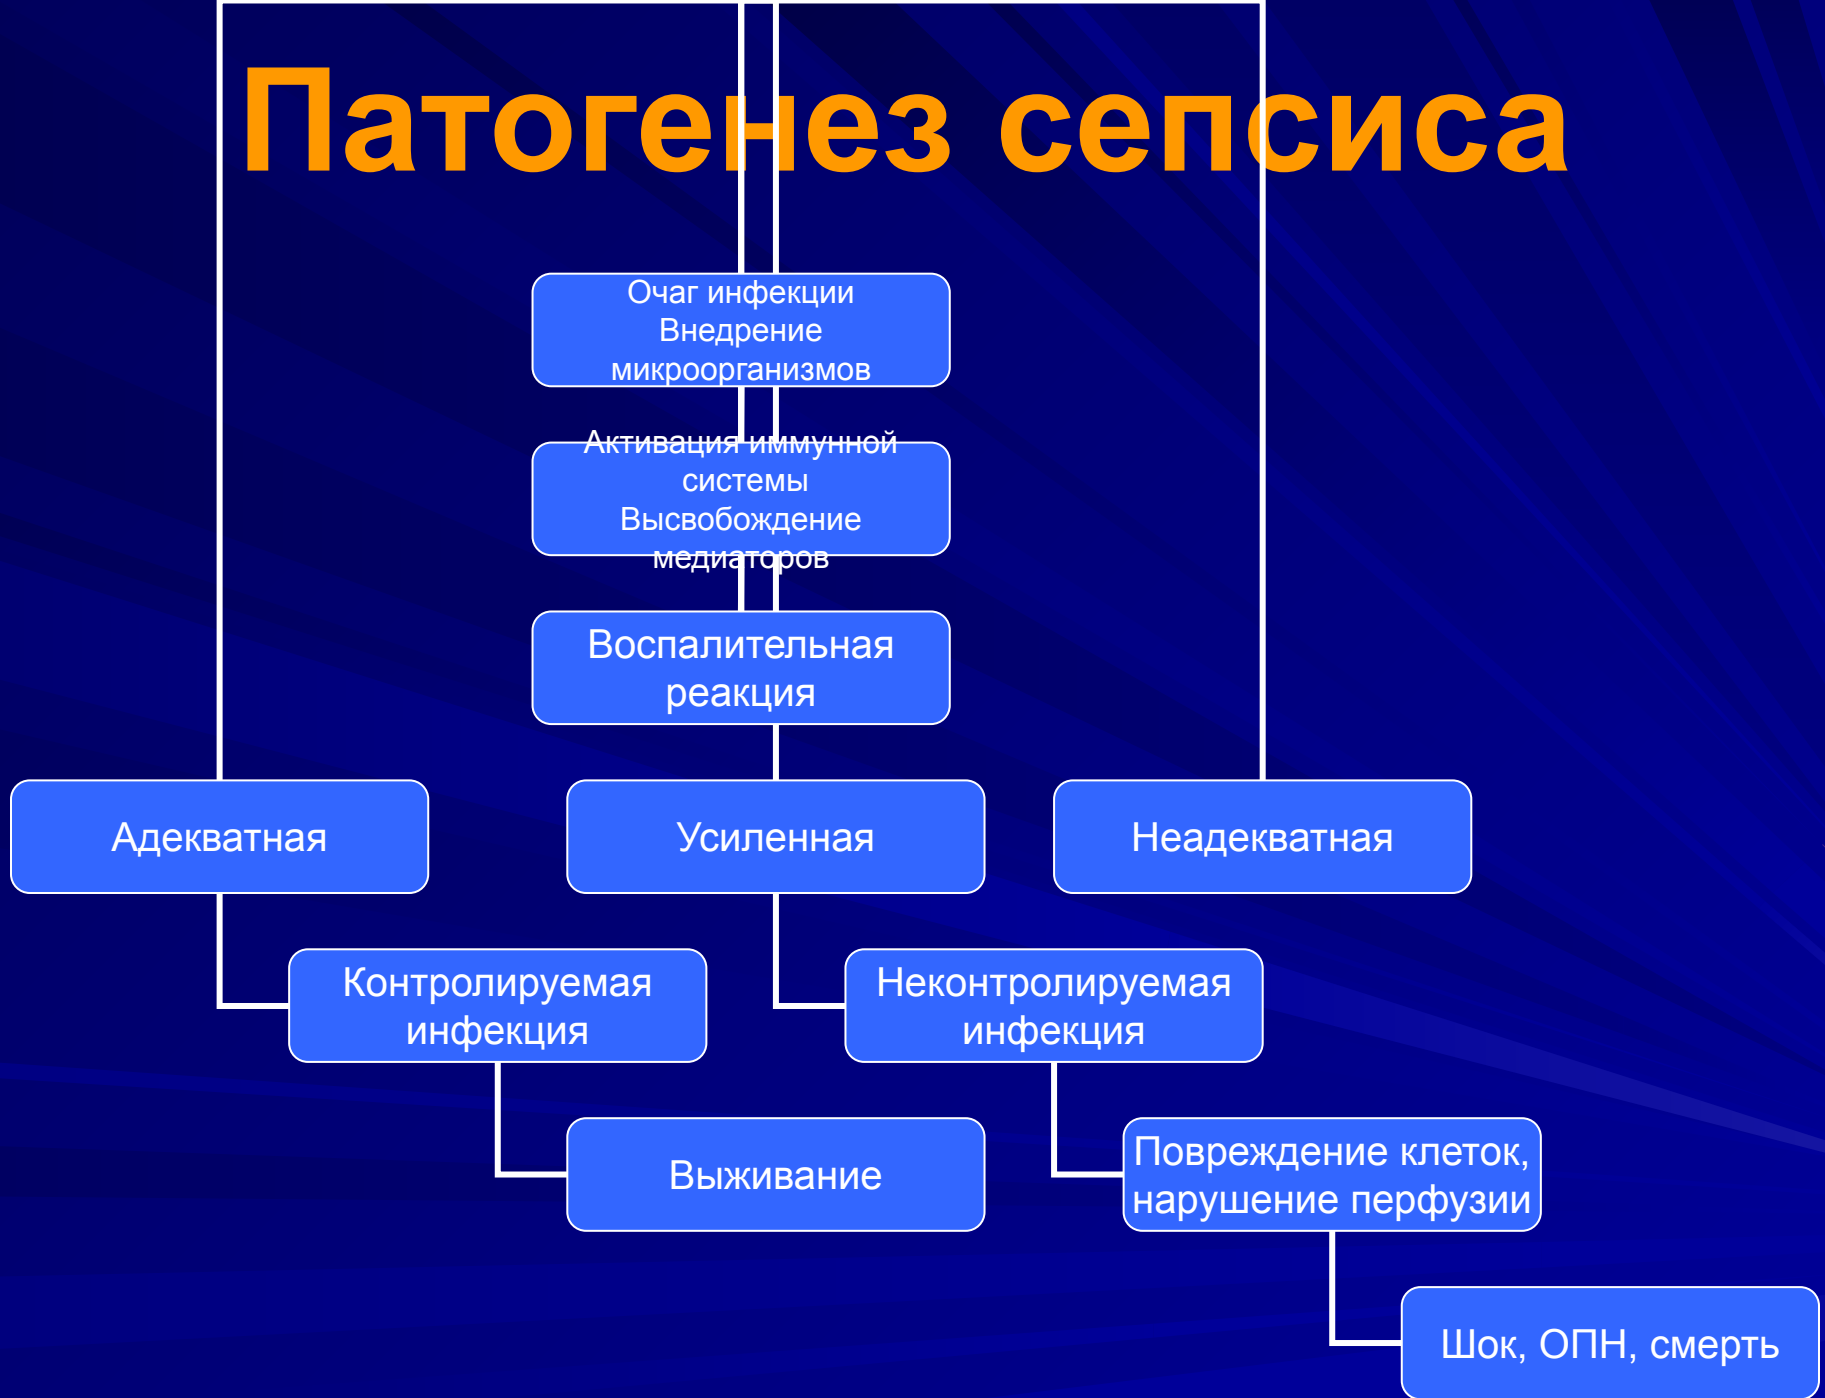 Патогенез сепсиса
Очаг инфекции
Внедрение
микроорганизмов
Активация иммунной
системы
Высвобождение
медиаторов
Воспалительная
реакция
Адекватная
Усиленная
Неадекватная
Контролируемая
инфекция
Неконтролируемая
инфекция
Выживание
Повреждение клеток,
нарушение перфузии
Шок, ОПН, смерть